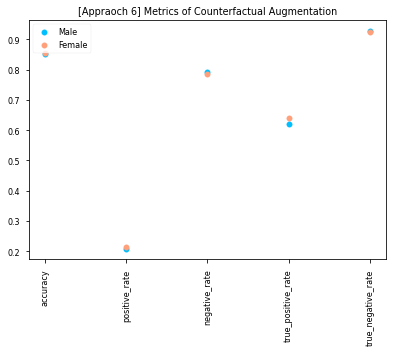 [Appraoch 6] Metrics of Counterfactual Augmentation
Male
Female
0.9
0.8
0.7
0.6
0.5
0.4
0.3
0.2
accuracy
positive_rate
negative_rate
true_positive_rate
true_negative_rate